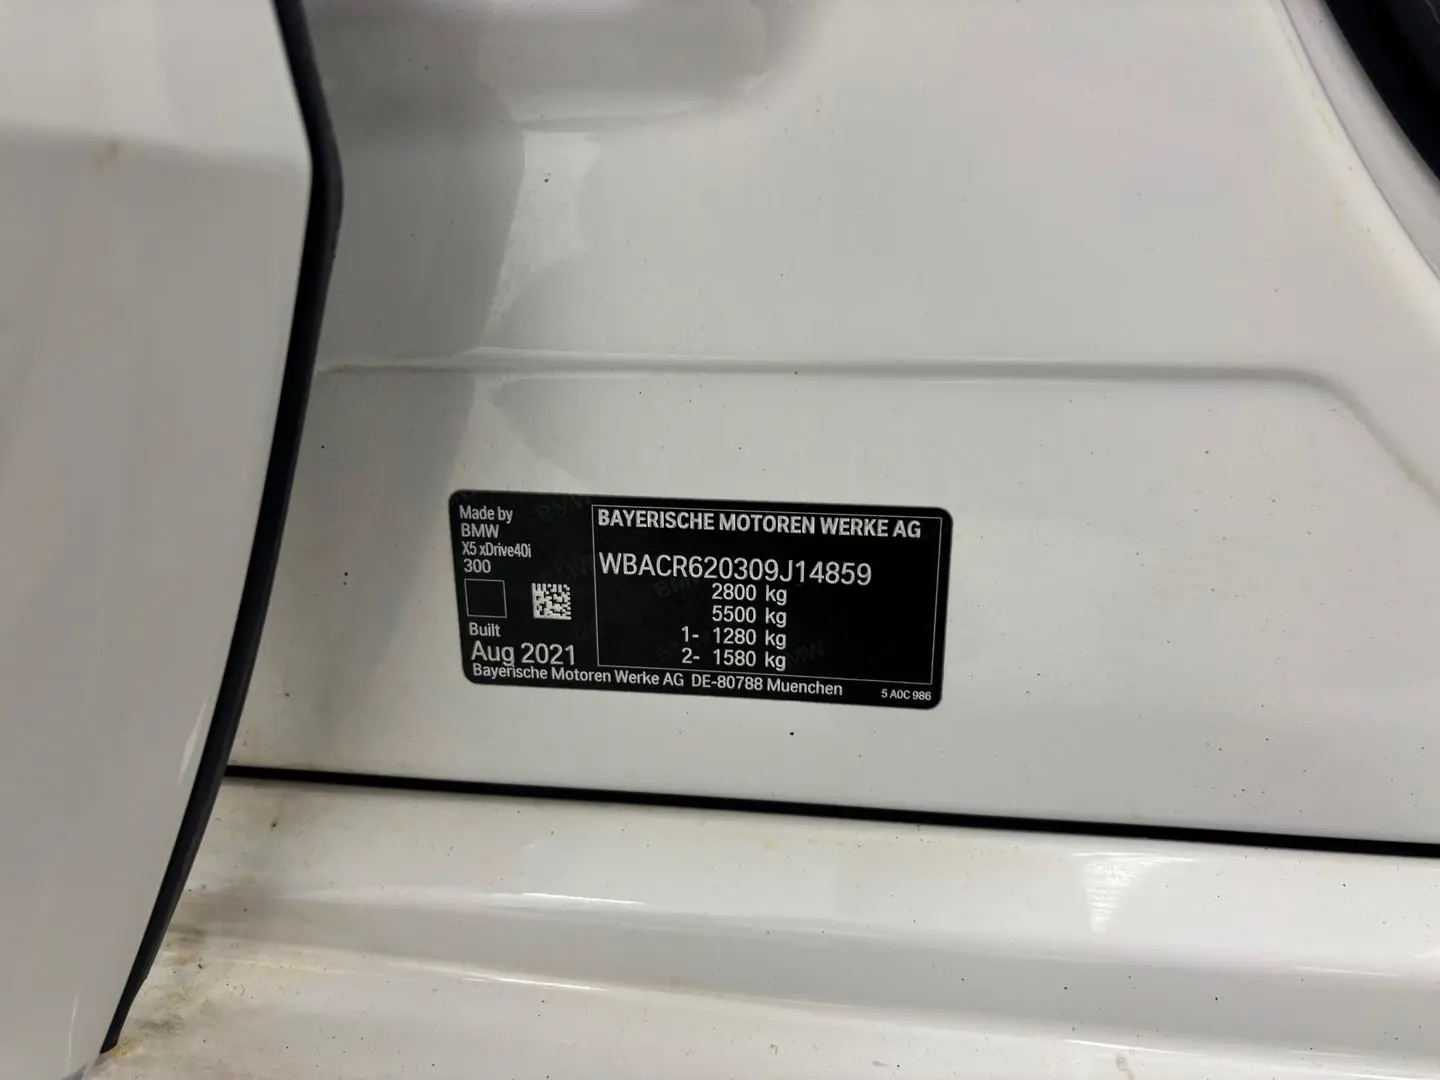 Made by
BMW
X5 xDrive40i
300
Built
Aug 2021
BAYERISCHE MOTOREN WERKE AG
WBACR620309J14859
2800 kg
5500 kg
1- 1280 kg
2- 1580 kg
Bayerische Motoren Werke AG DE-80788 Muenchen
5 A0C 986